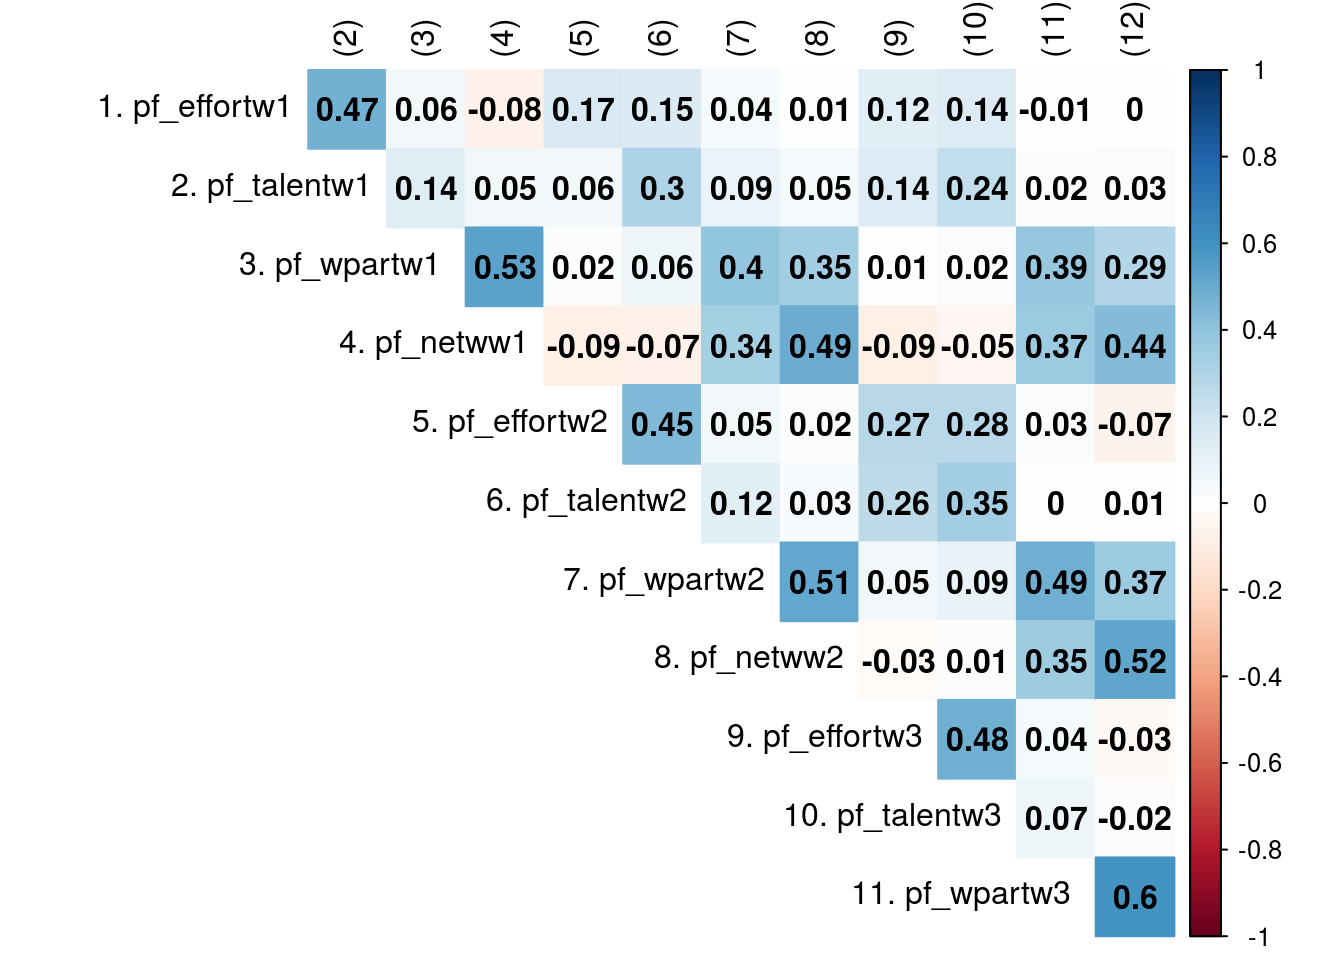 (2) (3) (4) (5) (6) (7) (8) (9) (10) (11) (12)
1. pf_effortw1 0.47 0.06 -0.08 0.17 0.15 0.04 0.01 0.12 0.14 -0.01 0
2. pf_talentw1 0.14 0.05 0.06 0.3 0.09 0.05 0.14 0.24 0.02 0.03
3. pf_wpartw1 0.53 0.02 0.06 0.4 0.35 0.01 0.02 0.39 0.29
4. pf_netww1 -0.09 -0.07 0.34 0.49 -0.09 -0.05 0.37 0.44
5. pf_effortw2 0.45 0.05 0.02 0.27 0.28 0.03 -0.07
6. pf_talentw2 0.12 0.03 0.26 0.35 0 0.01
7. pf_wpartw2 0.51 0.05 0.09 0.49 0.37
8. pf_netww2 -0.03 0.01 0.35 0.52
9. pf_effortw3 0.48 0.04 -0.03
10. pf_talentw3 0.07 -0.02
11. pf_wpartw3 0.6
1
0.8
0.6
0.4
0.2
0
-0.2
-0.4
-0.6
-0.8
-1